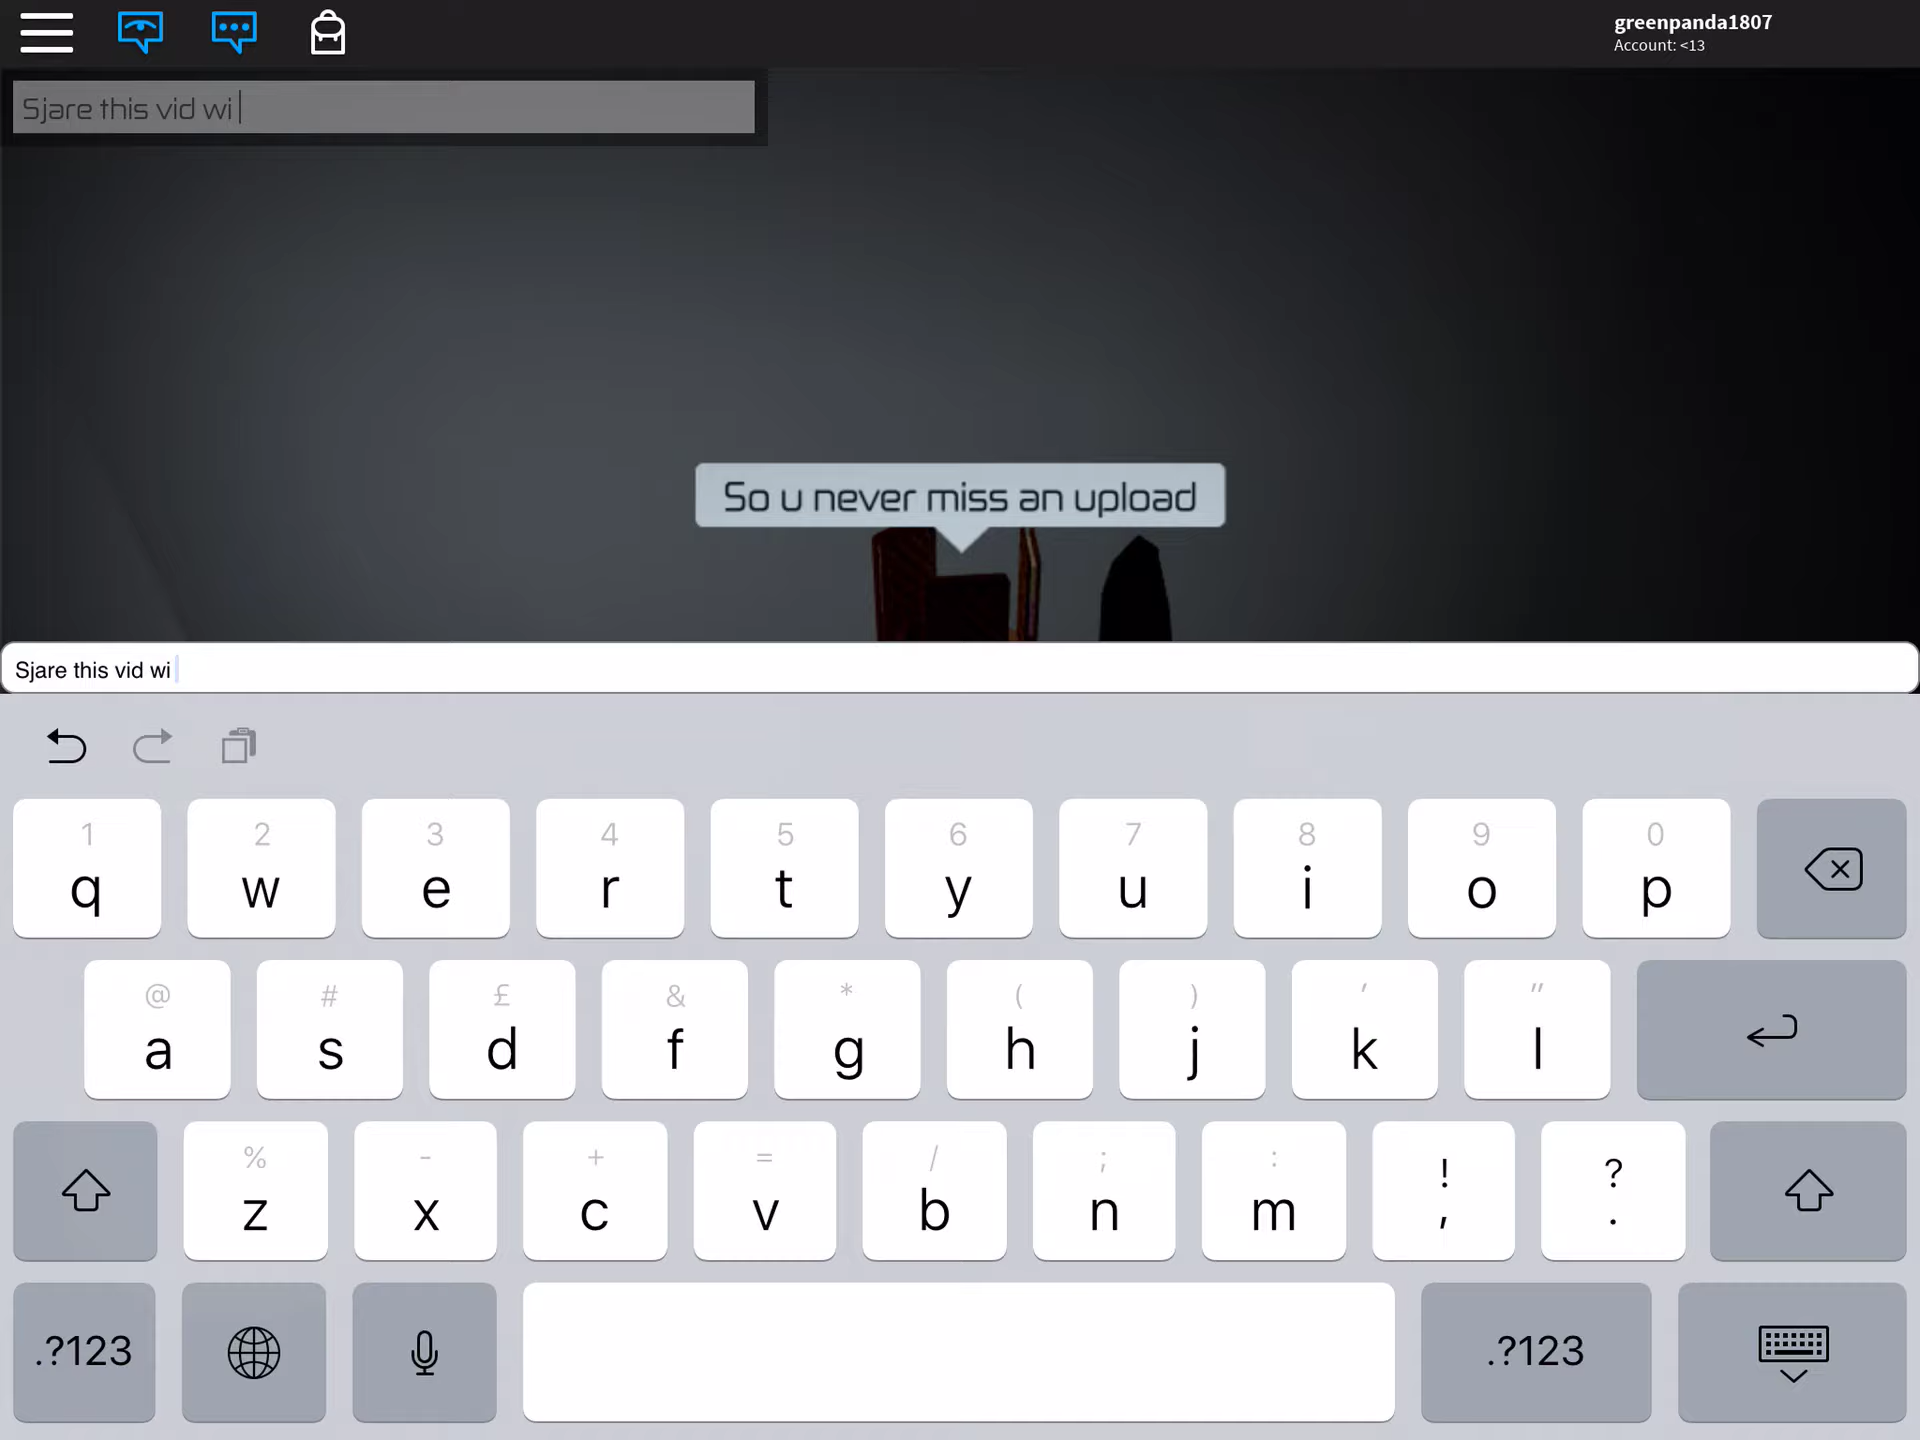 greenpanda1807
Account: <13
Sjare this vid wi
So u never miss an upload
Sjare this vid wi
1 2 3 4 5 6 7 8 9 0
q w e r t y u i o p
@ # £ & * ( ) ' "
a s d f g h j k l
% - + = / ; : ! ?
z x c v b n m , .
.?123 .?123